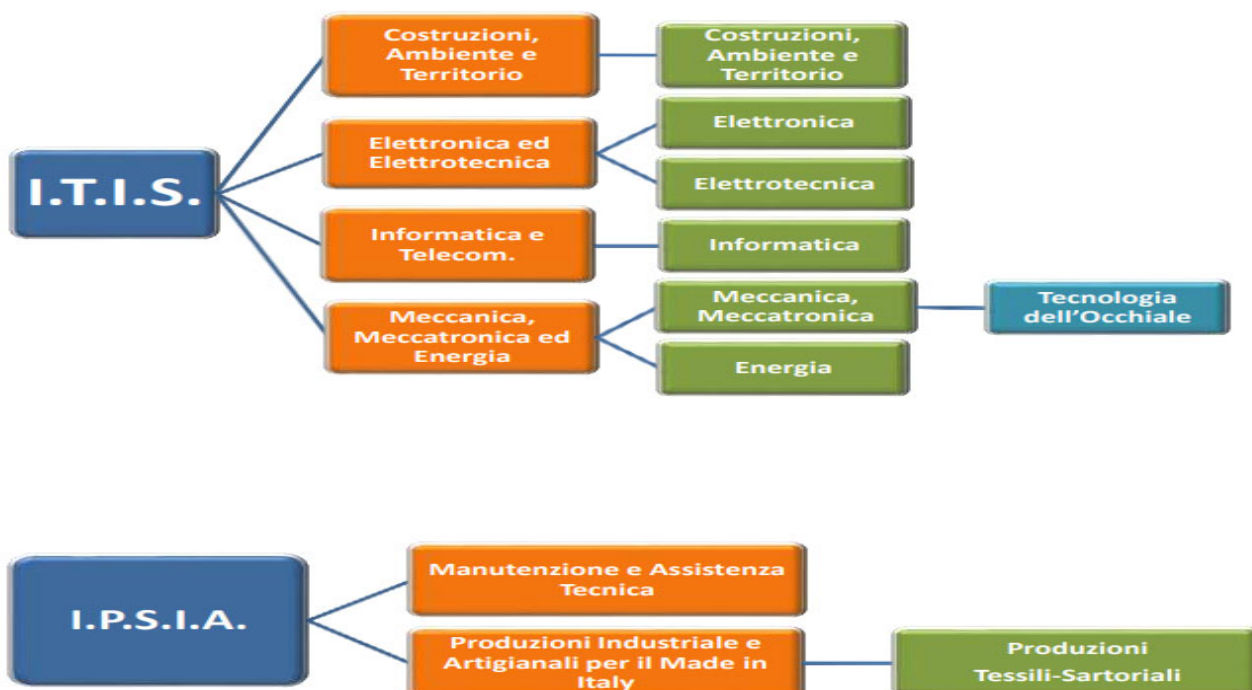 Costruzioni,
Ambiente e
Territorio
Costruzioni,
Ambiente e
Territorio
I.T.I.S.
Elettronica ed
Elettrotecnica
Elettronica
Elettrotecnica
Informatica e
Telecom.
Informatica
Meccanica,
Meccatronica ed
Energia
Meccanica,
Meccatronica
Tecnologia
dell'Occhiale
Energia
I.P.S.I.A.
Manutenzione e Assistenza
Tecnica
Produzioni Industriale e
Artigianali per il Made in
Italy
Produzioni
Tessili-Sartoriali